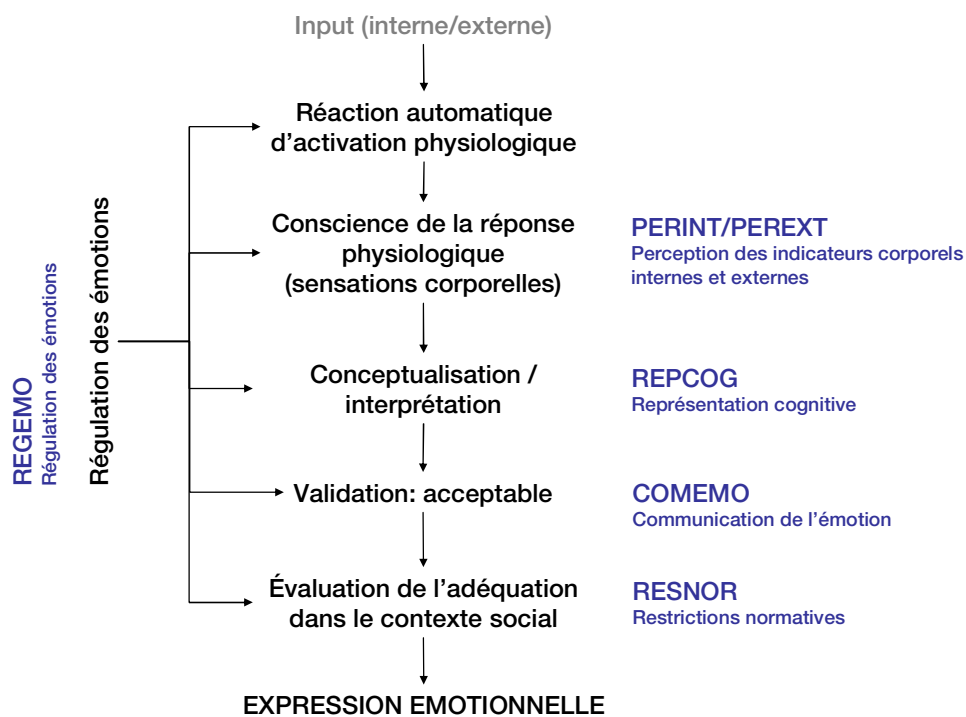 Input (interne/externe)
Réaction automatique
d’activation physiologique
Conscience de la réponse
physiologique
(sensations corporelles)
PERINT/PEREXT
Perception des indicateurs corporels
internes et externes
REGEMO
Régulation des émotions
Régulation des émotions
Conceptualisation /
interprétation
REPCOG
Représentation cognitive
Validation: acceptable
COMEMO
Communication de l’émotion
Évaluation de l’adéquation
dans le contexte social
RESNOR
Restrictions normatives
EXPRESSION EMOTIONNELLE